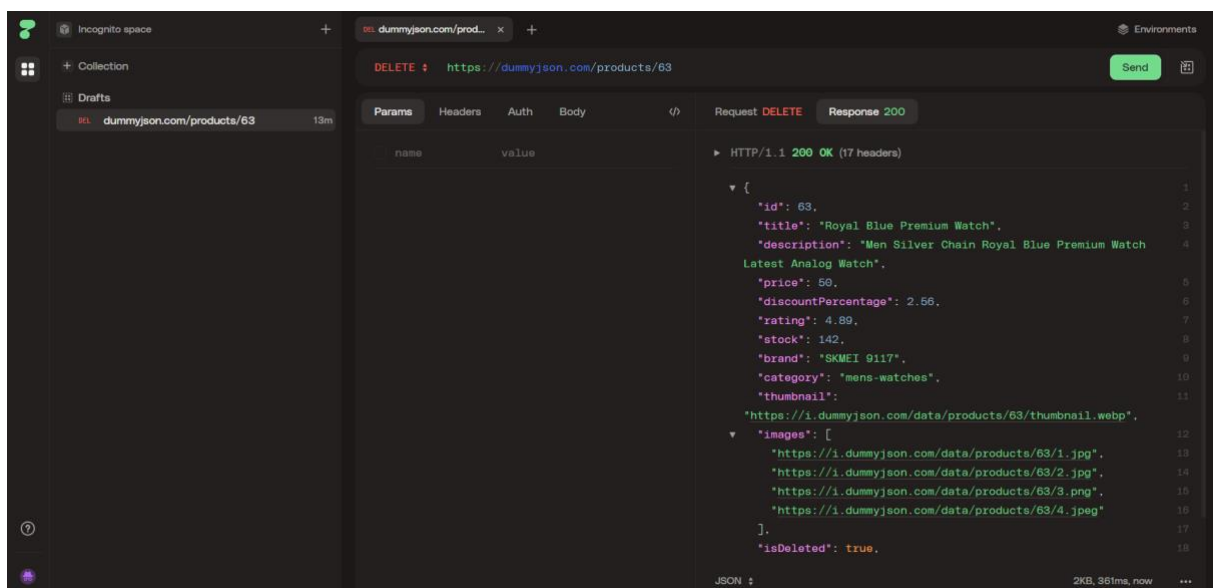 Incognito space
+
DEL dummyjson.com/prod... × +
Environments
+ Collection
Drafts
DEL dummyjson.com/products/63 13m
DELETE https://dummyjson.com/products/63
Send
Params Headers Auth Body </>
name value
Request DELETE Response 200
HTTP/1.1 200 OK (17 headers)
{ 1
"id": 63, 2
"title": "Royal Blue Premium Watch", 3
"description": "Men Silver Chain Royal Blue Premium Watch 4
Latest Analog Watch",
"price": 50, 5
"discountPercentage": 2.56, 6
"rating": 4.89, 7
"stock": 142, 8
"brand": "SKMEI 9117", 9
"category": "mens-watches", 10
"thumbnail": 11
"https://i.dummyjson.com/data/products/63/thumbnail.webp",
"images": [ 12
"https://i.dummyjson.com/data/products/63/1.jpg", 13
"https://i.dummyjson.com/data/products/63/2.jpg", 14
"https://i.dummyjson.com/data/products/63/3.png", 15
"https://i.dummyjson.com/data/products/63/4.jpeg" 16
], 17
"isDeleted": true, 18
JSON 2KB, 361ms, now ...
?